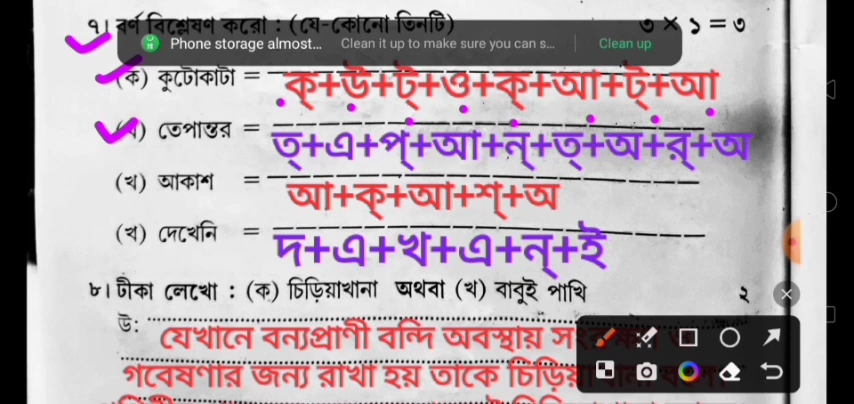 ৭। বর্ণ বিশ্লেষণ করো : (যে-কোনো তিনটি) ৩ × ১ = ৩
Phone storage almost... Clean it up to make sure you can s... Clean up
(ক) কুটোকাটা = ক্+উ+ট্+ও+ক্+আ+ট্+আ
তেপান্তর = ত্+এ+প্+আ+ন্+ত্+অ+র্+অ
(খ) আকাশ = আ+ক্+আ+শ্+অ
(খ) দেখেনি = দ+এ+খ+এ+ন্+ই
৮। টীকা লেখো : (ক) চিড়িয়াখানা অথবা (খ) বাবুই পাখি ২
উ: যেখানে বন্যপ্রাণী বন্দি অবস্থায়
গবেষণার জন্য রাখা হয় তাকে